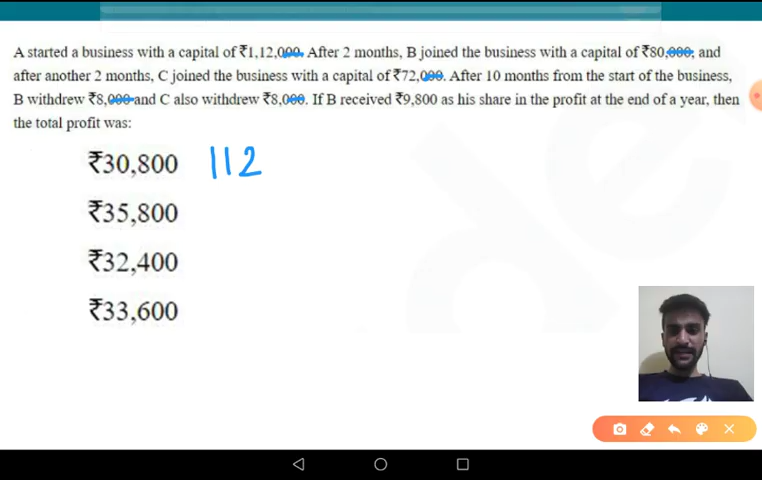 A started a business with a capital of ₹1,12,000. After 2 months, B joined the business with a capital of ₹80,000, and
after another 2 months, C joined the business with a capital of ₹72,000. After 10 months from the start of the business,
B withdrew ₹8,000 and C also withdrew ₹8,000. If B received ₹9,800 as his share in the profit at the end of a year, then
the total profit was:
₹30,800 112
₹35,800
₹32,400
₹33,600